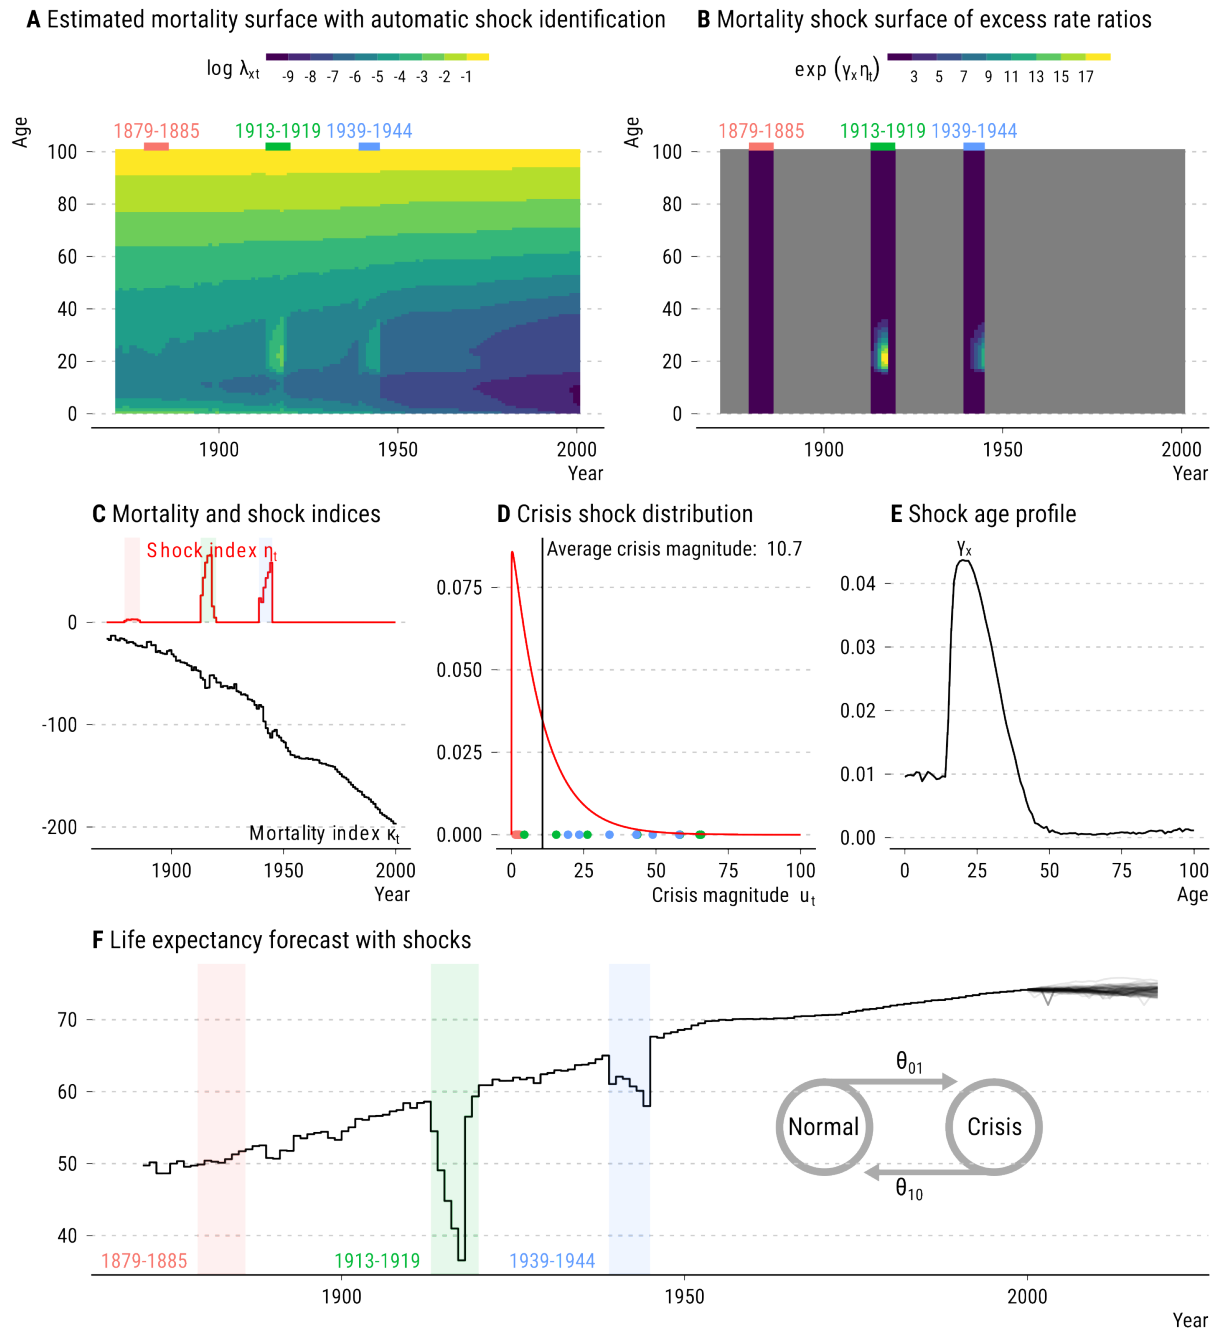 A Estimated mortality surface with automatic shock identification
log λxt
-9 -8 -7 -6 -5 -4 -3 -2 -1
Age
1879-1885 1913-1919 1939-1944
100
80
60
40
20
0
1900 1950 2000
Year
B Mortality shock surface of excess rate ratios
exp (γxηt)
3 5 7 9 11 13 15 17
Age
1879-1885 1913-1919 1939-1944
100
80
60
40
20
0
1900 1950 2000
Year
C Mortality and shock indices
Shock index ηt
0
-100
-200
Mortality index κt
1900 1950 2000
Year
D Crisis shock distribution
Average crisis magnitude: 10.7
0.075
0.050
0.025
0.000
0 25 50 75 100
Crisis magnitude ut
E Shock age profile
γx
0.04
0.03
0.02
0.01
0.00
0 25 50 75 100
Age
F Life expectancy forecast with shocks
70
60
50
40
θ01
Normal Crisis
θ10
1879-1885 1913-1919 1939-1944
1900 1950 2000
Year